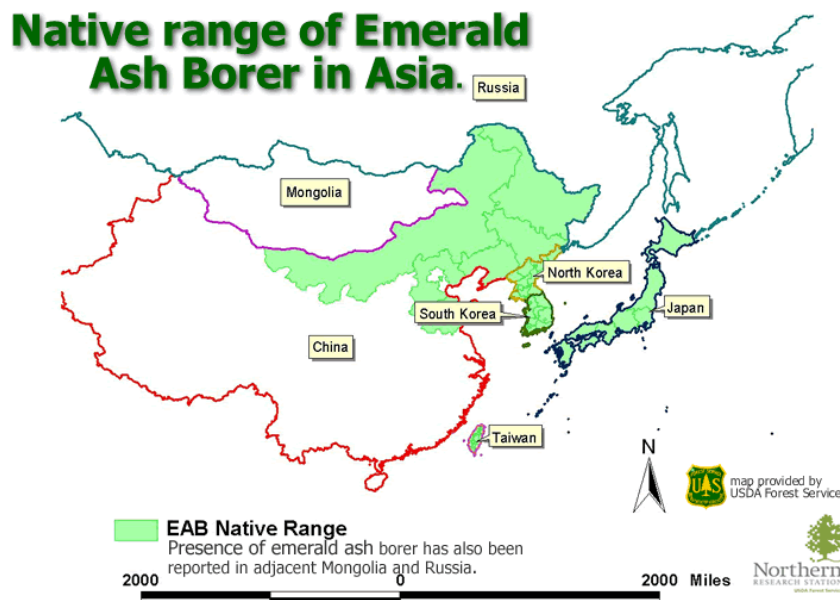 Native range of Emerald
Ash Borer in Asia.
Russia
Mongolia
North Korea
South Korea
Japan
China
Taiwan
N
U S
map provided by
USDA Forest Service
EAB Native Range
Presence of emerald ash borer has also been
reported in adjacent Mongolia and Russia.
2000 0 2000 Miles
Northern
RESEARCH STATION